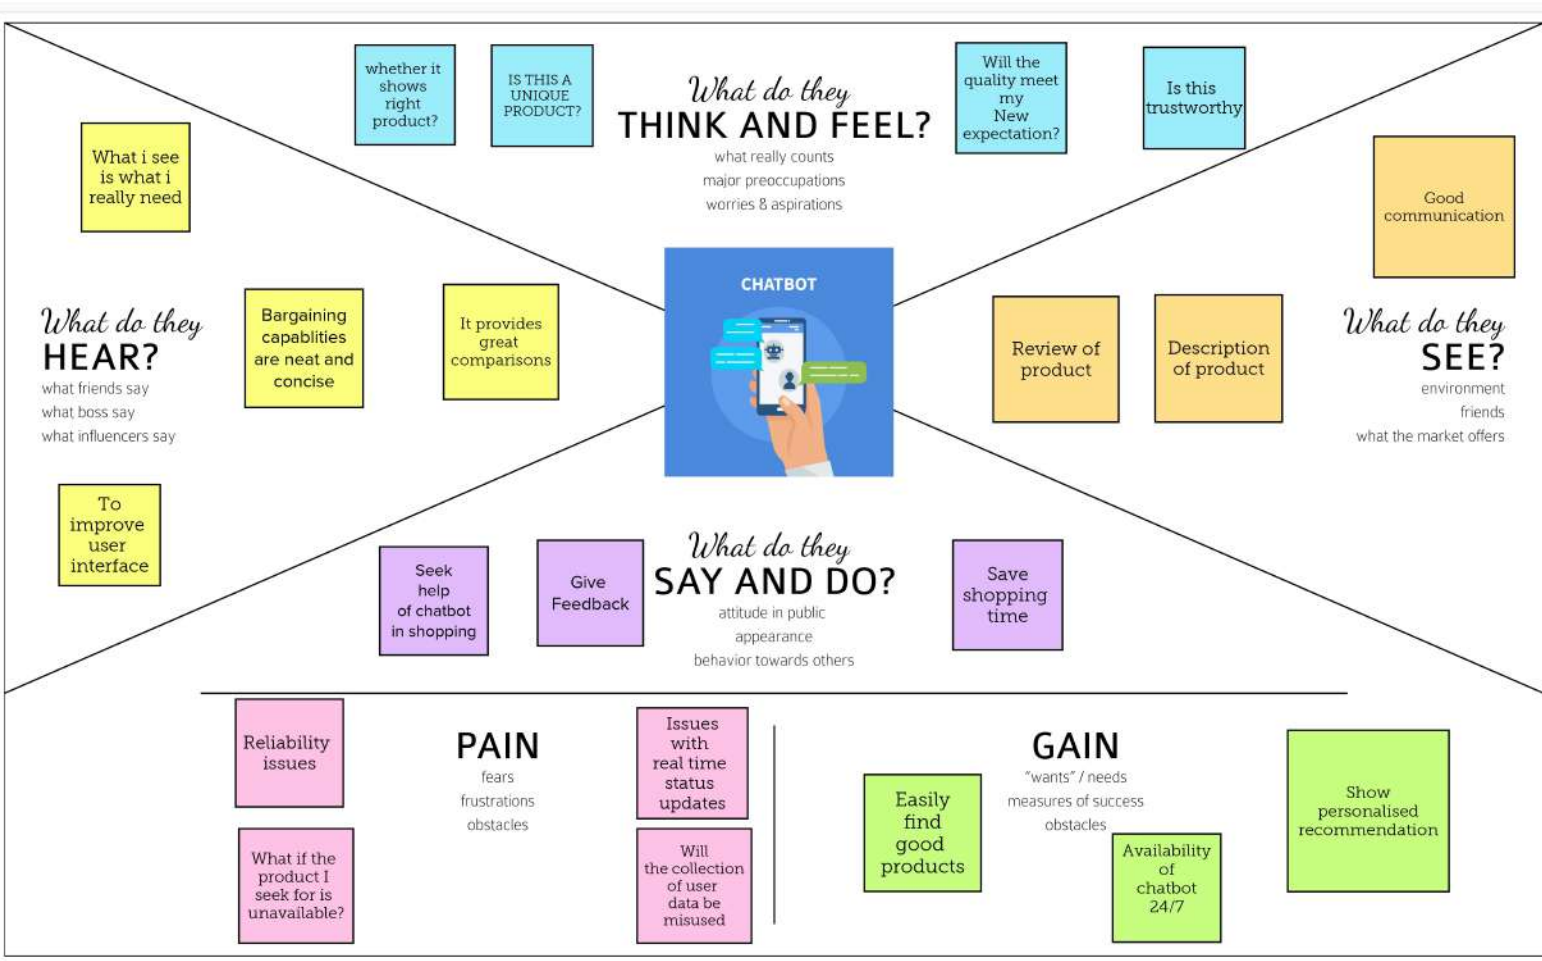 whether it
shows
right
product?
IS THIS A
UNIQUE
PRODUCT?
What do they
THINK AND FEEL?
what really counts
major preoccupations
worries & aspirations
Will the
quality meet
my
New
expectation?
Is this
trustworthy
What i see
is what i
really need
What do they
HEAR?
what friends say
what boss say
what influencers say
Bargaining
capablities
are neat and
concise
It provides
great
comparisons
To
improve
user
interface
CHATBOT
Good
communication
Review of
product
Description
of product
What do they
SEE?
environment
friends
what the market offers
Seek
help
of chatbot
in shopping
Give
Feedback
What do they
SAY AND DO?
attitude in public
appearance
behavior towards others
Save
shopping
time
Reliability
issues
What if the
product I
seek for is
unavailable?
PAIN
fears
frustrations
obstacles
Issues
with
real time
status
updates
Will
the collection
of user
data be
misused
Easily
find
good
products
GAIN
"wants" / needs
measures of success
obstacles
Availability
of
chatbot
24/7
Show
personalised
recommendation